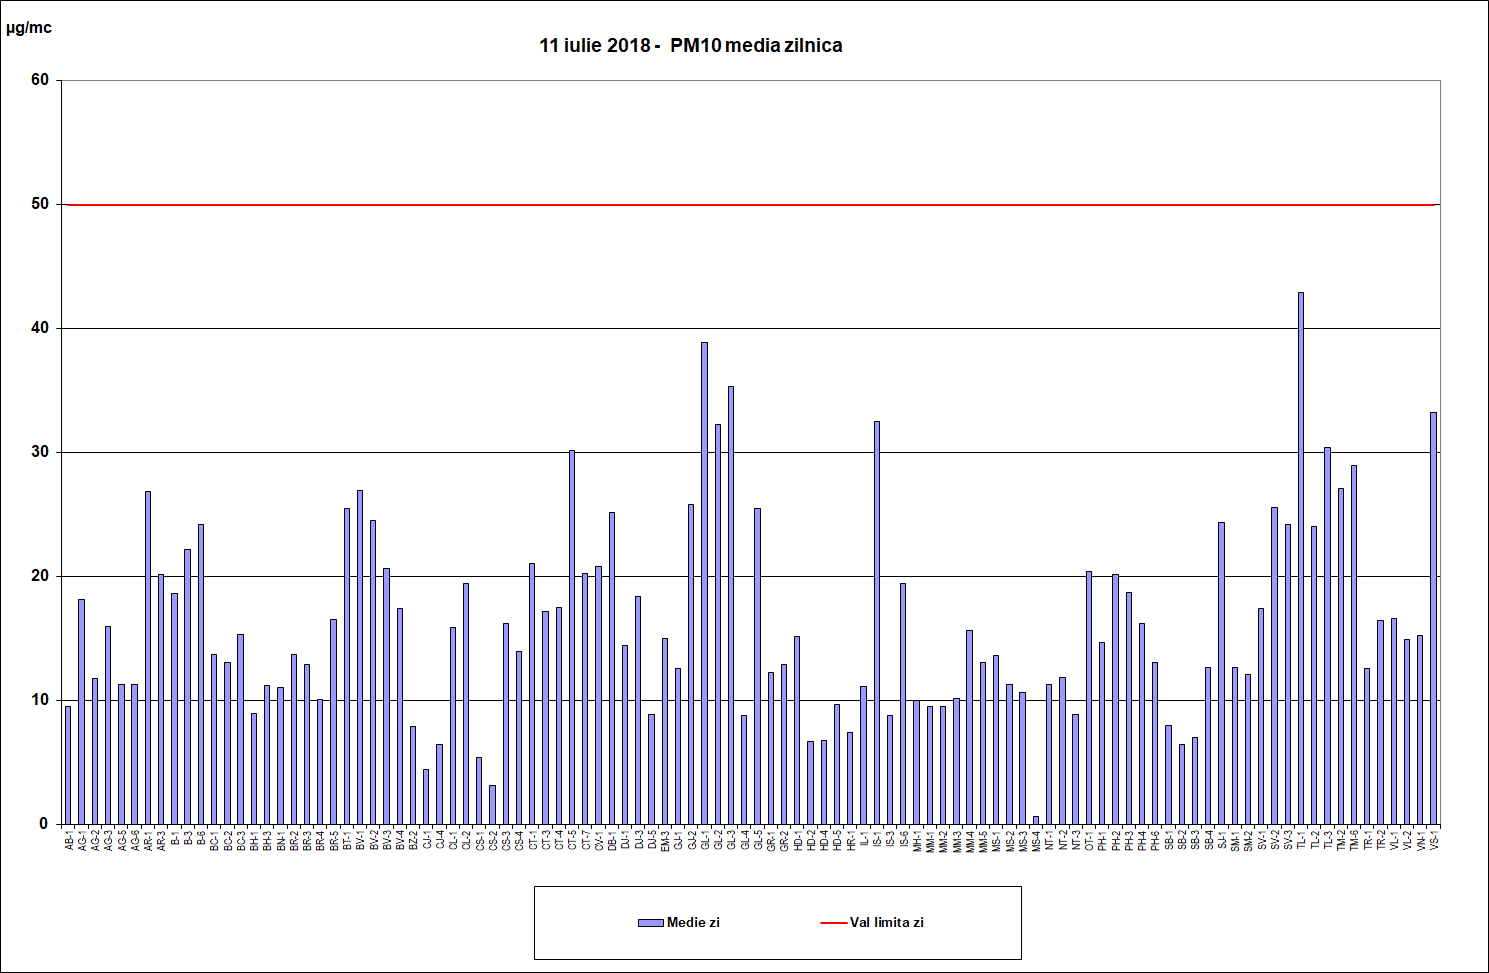 µg/mc
11 iulie 2018 - PM10 media zilnica
60
50
40
30
20
10
0
AB-1 AG-1 AG-2 AG-3 AG-5 AG-6 AR-1 AR-3 B-1 B-3 B-6 BC-1 BC-2 BC-3 BH-1 BH-3 BN-1 BR-2 BR-3 BR-4 BR-5 BT-1 BV-1 BV-2 BV-3 BV-4 BZ-2 CJ-1 CJ-4 CL-1 CL-2 CS-1 CS-2 CS-3 CS-4 CT-1 CT-3 CT-4 CT-5 CT-7 CV-1 DB-1 DJ-1 DJ-3 DJ-5 EM-3 GJ-1 GJ-2 GL-1 GL-2 GL-3 GL-4 GL-5 GR-1 GR-2 HD-1 HD-2 HD-4 HD-5 HR-1 IL-1 IS-1 IS-3 IS-6 MH-1 MM-1 MM-2 MM-3 MM-4 MM-5 MS-1 MS-2 MS-3 MS-4 NT-1 NT-2 NT-3 OT-1 PH-1 PH-2 PH-3 PH-4 PH-6 SB-1 SB-2 SB-3 SB-4 SJ-1 SM-1 SM-2 SV-1 SV-2 SV-3 TL-1 TL-2 TL-3 TM-2 TM-6 TR-1 TR-2 VL-1 VL-2 VN-1 VS-1
Medie zi Val limita zi